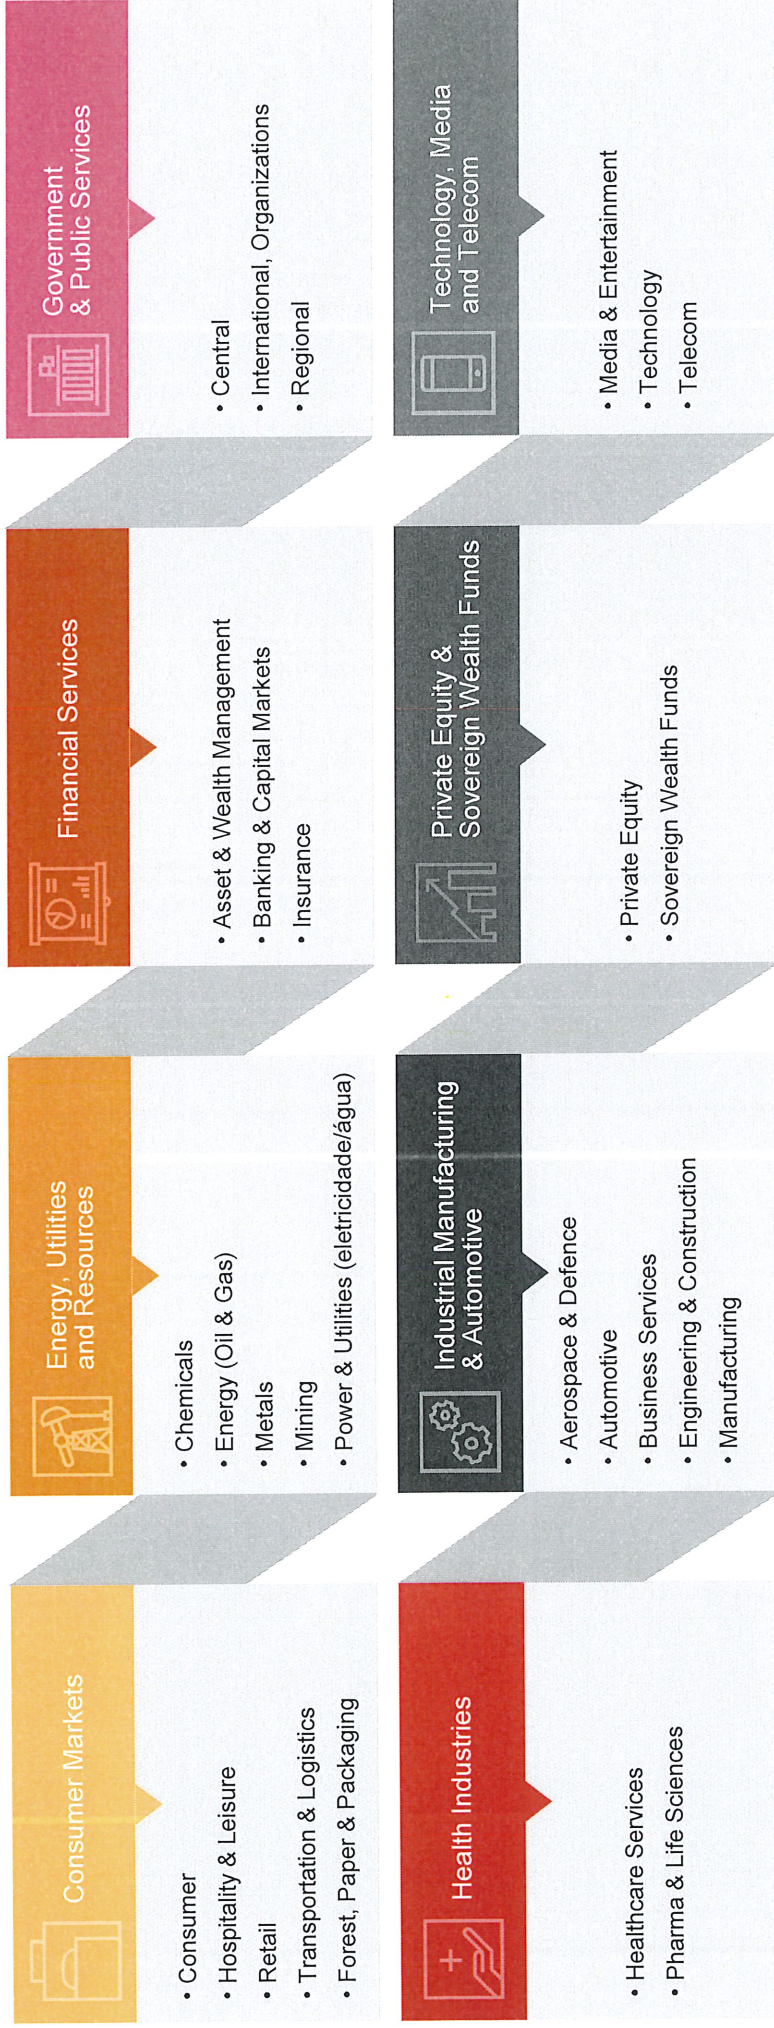 Consumer Markets
• Consumer
• Hospitality & Leisure
• Retail
• Transportation & Logistics
• Forest, Paper & Packaging
Energy, Utilities
and Resources
• Chemicals
• Energy (Oil & Gas)
• Metals
• Mining
• Power & Utilities (eletricidade/água)
Financial Services
• Asset & Wealth Management
• Banking & Capital Markets
• Insurance
Government
& Public Services
• Central
• International, Organizations
• Regional
Health Industries
• Healthcare Services
• Pharma & Life Sciences
Industrial Manufacturing
& Automotive
• Aerospace & Defence
• Automotive
• Business Services
• Engineering & Construction
• Manufacturing
Private Equity &
Sovereign Wealth Funds
• Private Equity
• Sovereign Wealth Funds
Technology, Media
and Telecom
• Media & Entertainment
• Technology
• Telecom